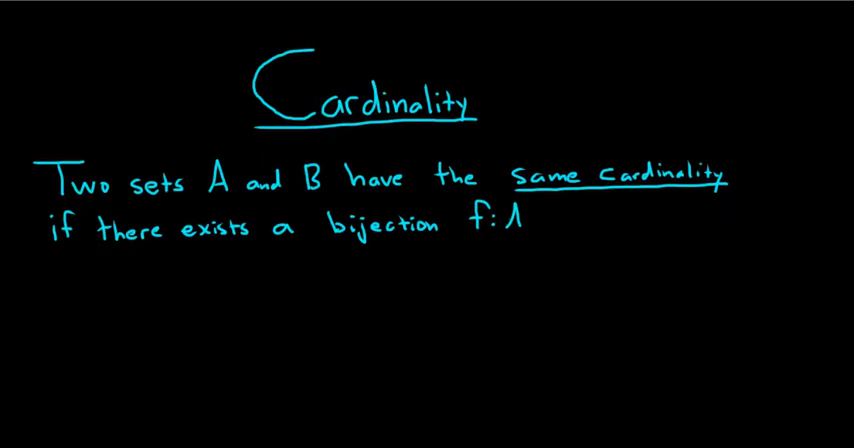 Cardinality
Two sets A and B have the same cardinality
if there exists a bijection f: